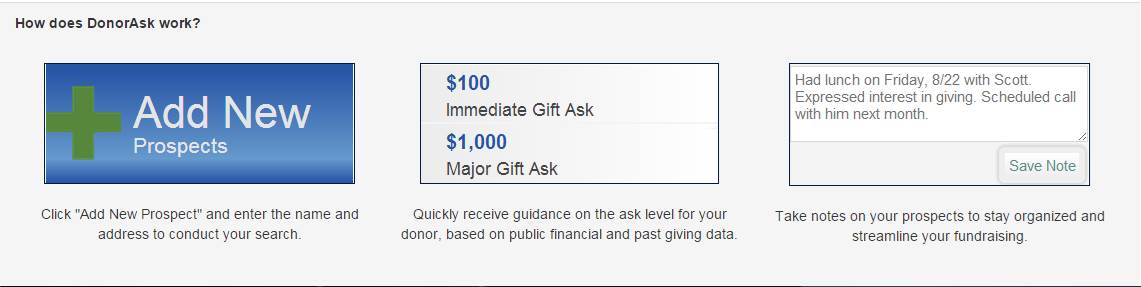 How does DonorAsk work?
Add New
Prospects
Click "Add New Prospect" and enter the name and
address to conduct your search.
$100
Immediate Gift Ask
$1,000
Major Gift Ask
Quickly receive guidance on the ask level for your
donor, based on public financial and past giving data.
Had lunch on Friday, 8/22 with Scott.
Expressed interest in giving. Scheduled call
with him next month.
Save Note
Take notes on your prospects to stay organized and
streamline your fundraising.